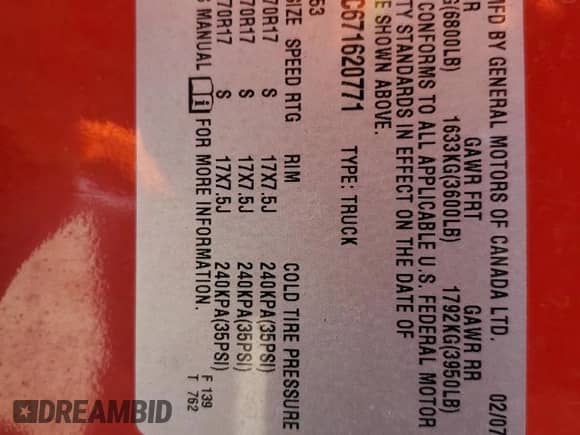 MFD BY GENERAL MOTORS OF CANADA LTD. 02/07
R GAWR FRT GAWR RR
G(6800LB) 1633KG(3600LB) 1792KG(3950LB)
CONFORMS TO ALL APPLICABLE U.S. FEDERAL MOTOR
TY STANDARDS IN EFFECT ON THE DATE OF
E SHOWN ABOVE.
C671620771 TYPE: TRUCK
53
SIZE SPEED RTG RIM COLD TIRE PRESSURE
70R17 S 17X7.5J 240KPA(35PSI)
70R17 S 17X7.5J 240KPA(35PSI)
70R17 S 17X7.5J 240KPA(35PSI)
S MANUAL FOR MORE INFORMATION. F 139
T 762
DREAMBID